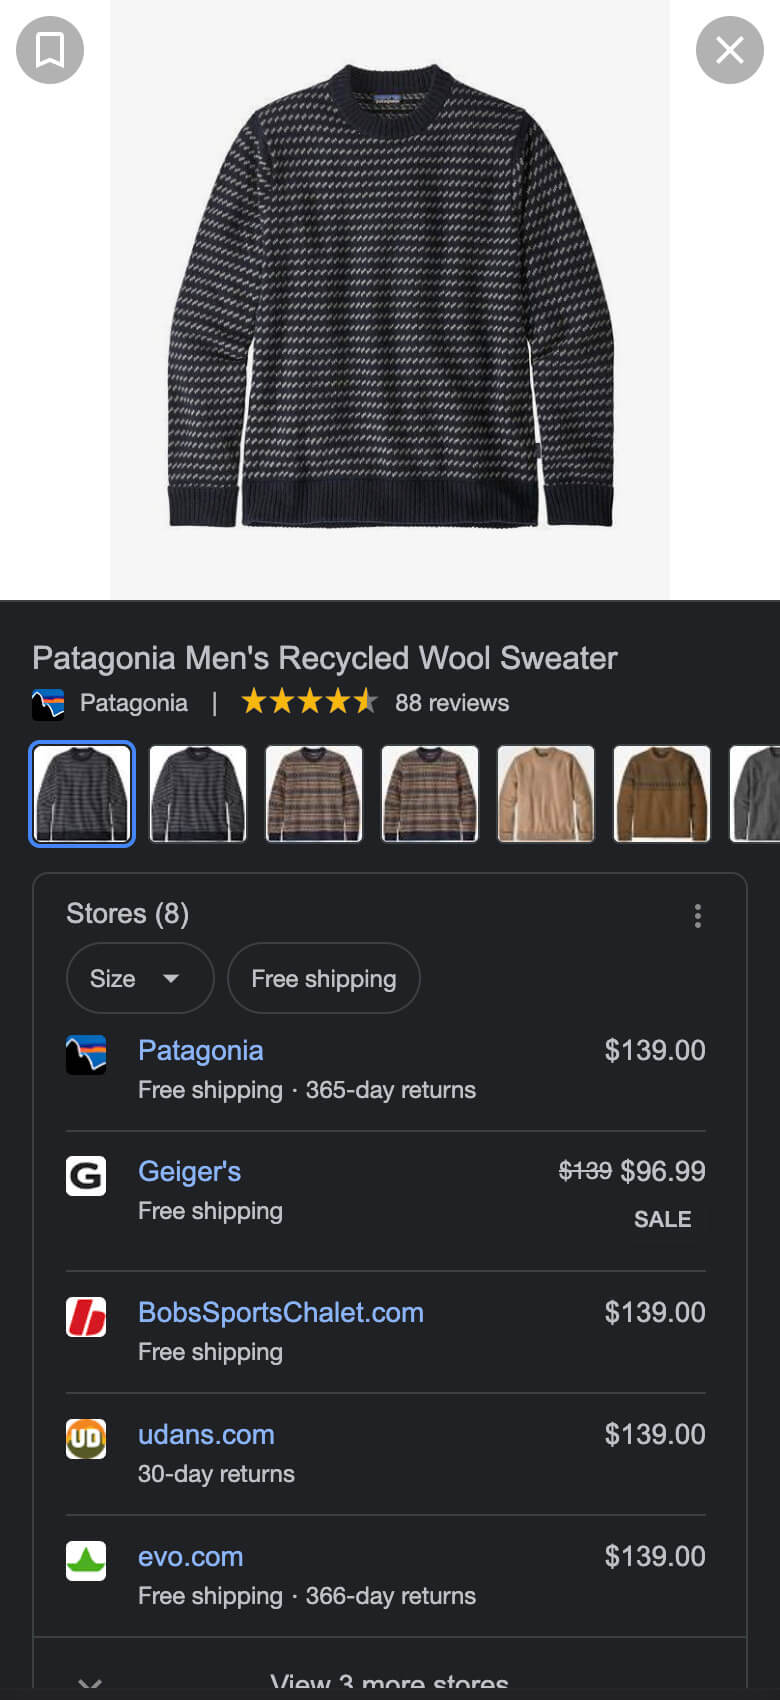 patagonia
Patagonia Men's Recycled Wool Sweater
Patagonia | 88 reviews
Stores (8)
Size Free shipping
Patagonia $139.00
Free shipping · 365-day returns
G Geiger's $139 $96.99
Free shipping SALE
b BobsSportsChalet.com $139.00
Free shipping
UD udans.com $139.00
30-day returns
evo.com $139.00
Free shipping · 366-day returns
View 3 more stores